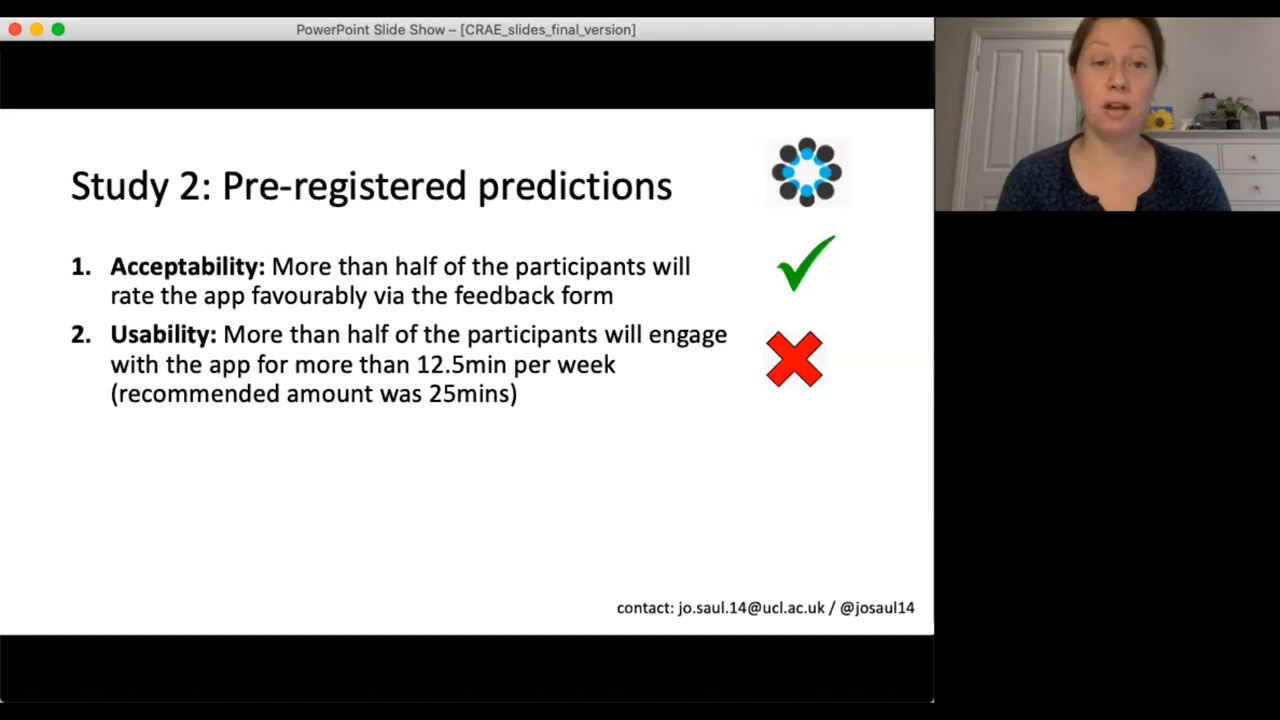 PowerPoint Slide Show – [CRAE_slides_final_version]
Study 2: Pre-registered predictions
1. Acceptability: More than half of the participants will
rate the app favourably via the feedback form
2. Usability: More than half of the participants will engage
with the app for more than 12.5min per week
(recommended amount was 25mins)
contact: jo.saul.14@ucl.ac.uk / @josaul14